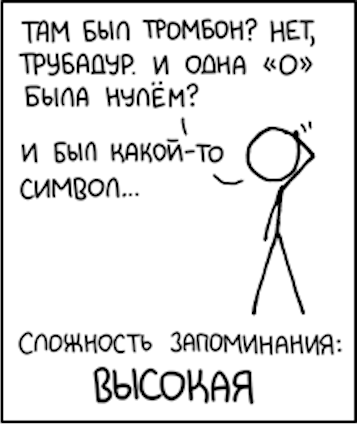 ТАМ БЫЛ ТРОМБОН? НЕТ,
ТРУБАДУР. И ОДНА «О»
БЫЛА НУЛЁМ?
И БЫЛ КАКОЙ-ТО
СИМВОЛ...
СЛОЖНОСТЬ ЗАПОМИНАНИЯ:
ВЫСОКАЯ